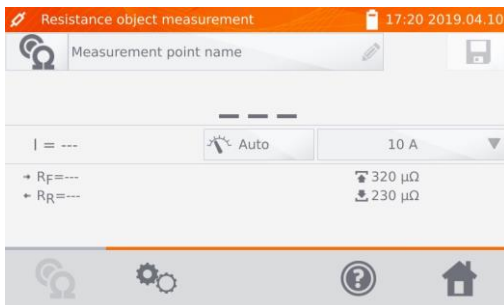 Resistance object measurement 17:20 2019.04.10
Measurement point name
– – –
I = --- Auto 10 A
→ RF=--- 320 μΩ
← RR=--- 230 μΩ